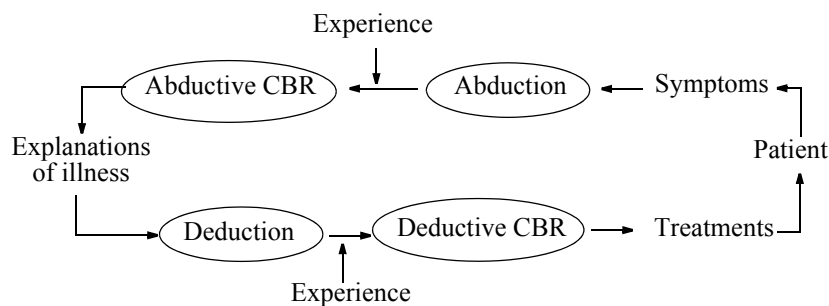 Experience
Abductive CBR
Abduction
Symptoms
Explanations
of illness
Patient
Deduction
Deductive CBR
Treatments
Experience